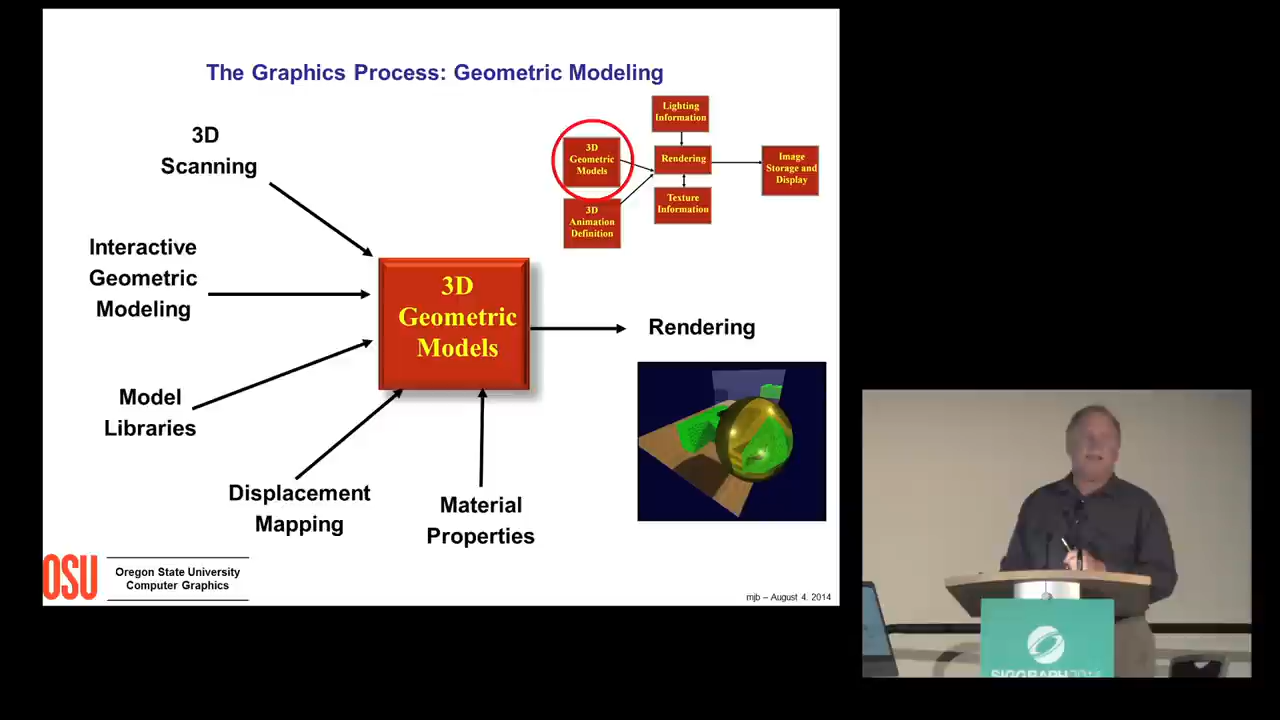 The Graphics Process: Geometric Modeling
3D
Scanning
Interactive
Geometric
Modeling
Model
Libraries
Displacement
Mapping
Material
Properties
3D
Geometric
Models
Rendering
Lighting
Information
3D
Geometric
Models
Rendering
Image
Storage and
Display
Texture
Information
3D
Animation
Definition
OSU
Oregon State University
Computer Graphics
mjb – August 4, 2014